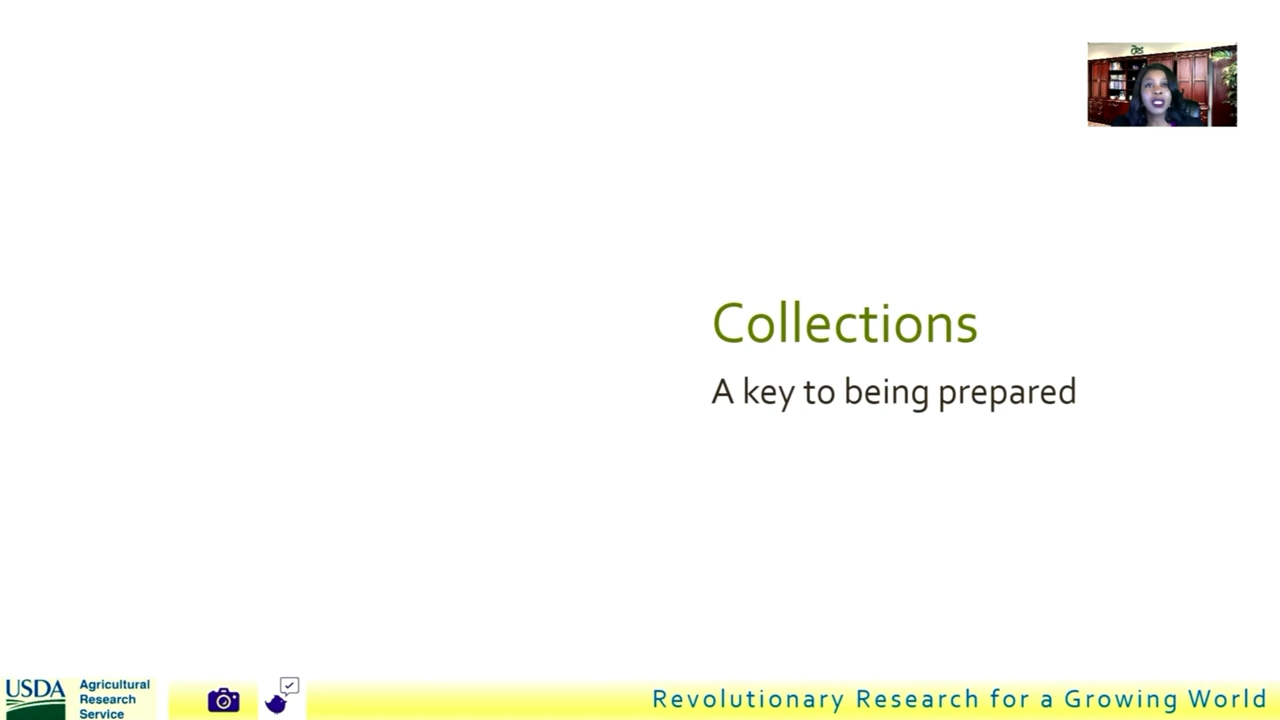 Collections
A key to being prepared
USDA
Agricultural
Research
Service
Revolutionary Research for a Growing World